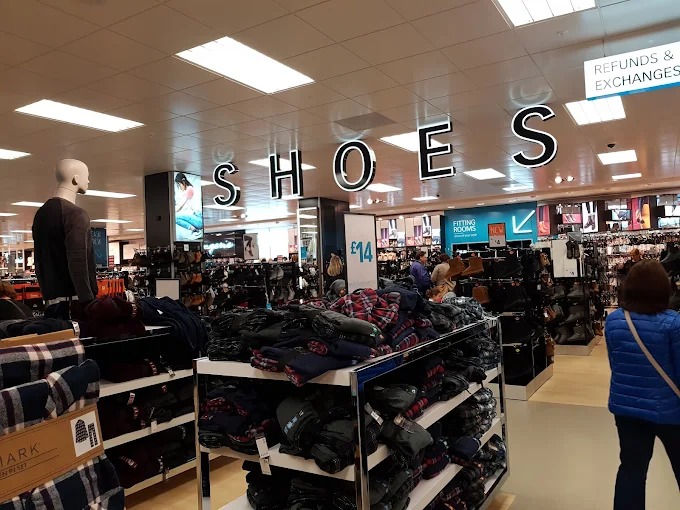 REFUNDS &
EXCHANGES
SHOES
FITTING
ROOMS
NEW
£14
MARK